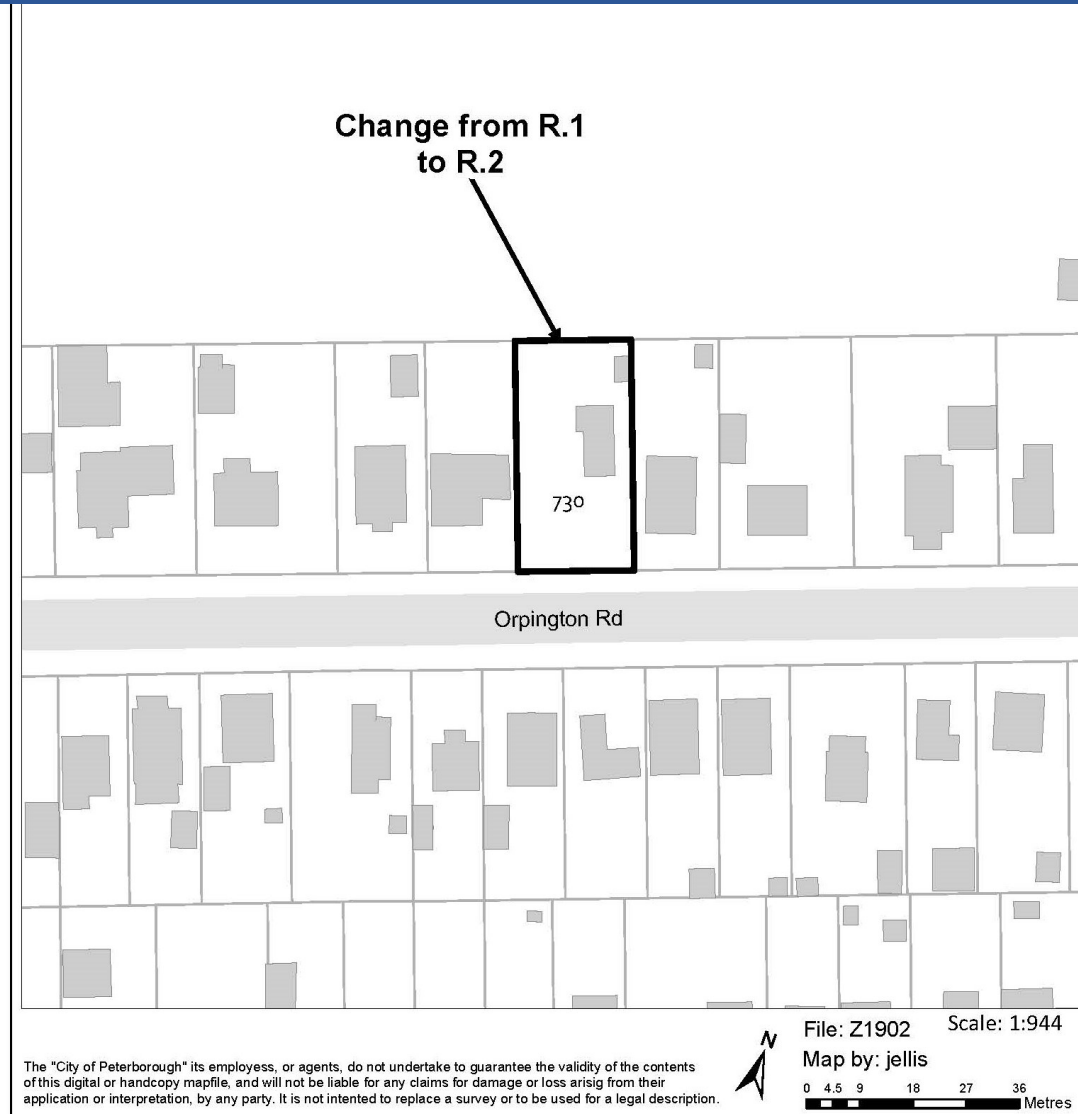 Change from R.1
to R.2
730
Orpington Rd
The "City of Peterborough" its employess, or agents, do not undertake to guarantee the validity of the contents
of this digital or handcopy mapfile, and will not be liable for any claims for damage or loss arisig from their
application or interpretation, by any party. It is not intended to replace a survey or to be used for a legal description.
N
File: Z1902 Scale: 1:944
Map by: jellis
0 4.5 9 18 27 36
Metres